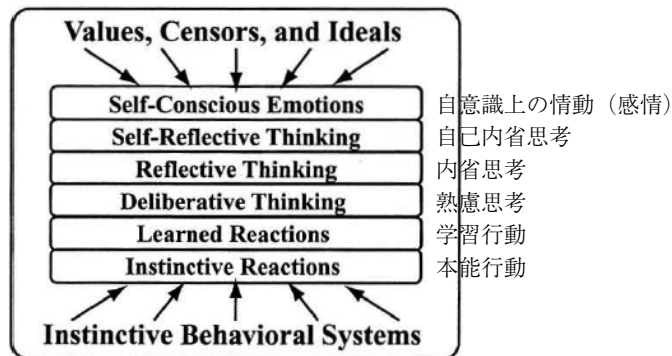 Values, Censors, and Ideals
Self-Conscious Emotions 自意識上の情動（感情）
Self-Reflective Thinking 自己内省思考
Reflective Thinking 内省思考
Deliberative Thinking 熟慮思考
Learned Reactions 学習行動
Instinctive Reactions 本能行動
Instinctive Behavioral Systems